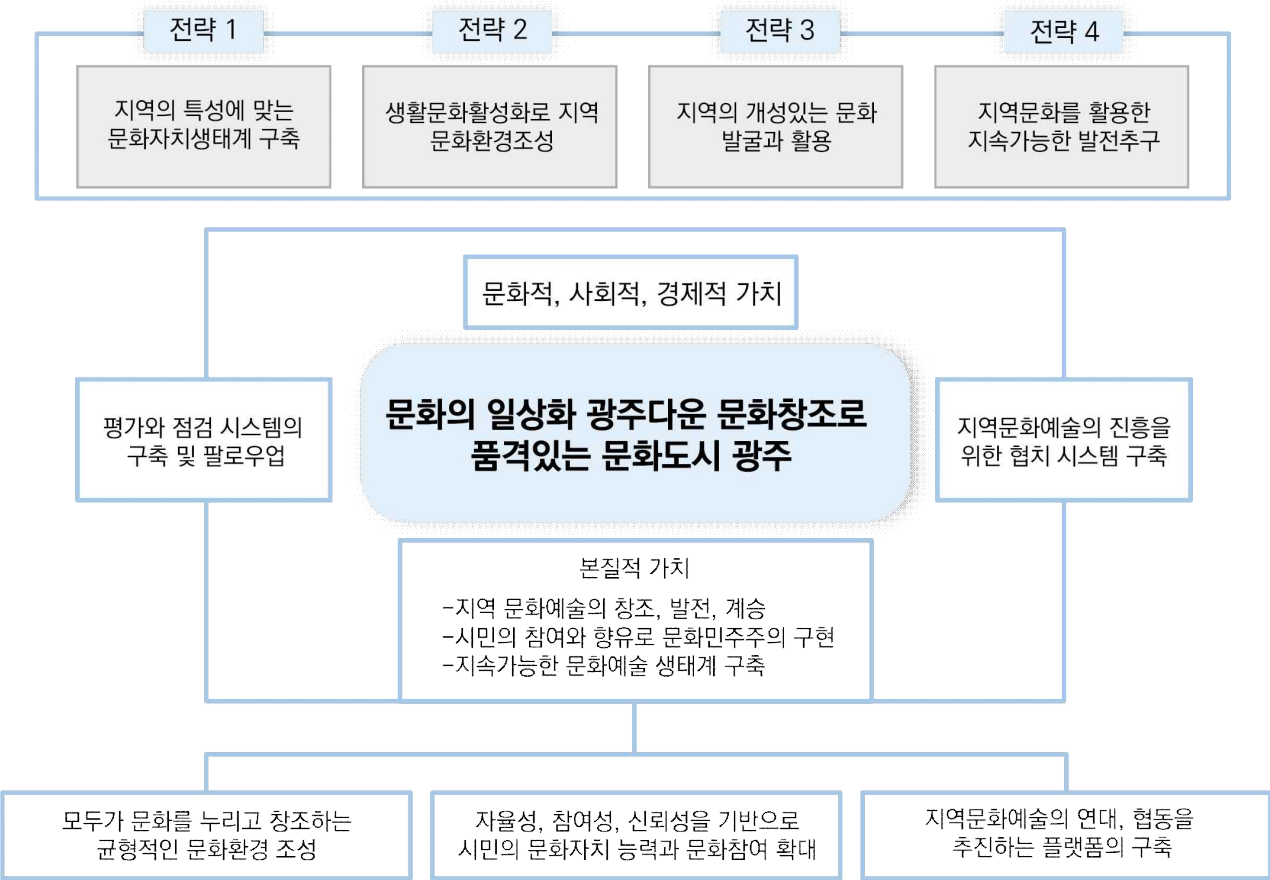 전략 1
전략 2
전략 3
전략 4
지역의 특성에 맞는
문화자치생태계 구축
생활문화활성화로 지역
문화환경조성
지역의 개성있는 문화
발굴과 활용
지역문화를 활용한
지속가능한 발전추구
문화적, 사회적, 경제적 가치
평가와 점검 시스템의
구축 및 팔로우업
문화의 일상화 광주다운 문화창조로
품격있는 문화도시 광주
지역문화예술의 진흥을
위한 협치 시스템 구축
본질적 가치
-지역 문화예술의 창조, 발전, 계승
-시민의 참여와 향유로 문화민주주의 구현
-지속가능한 문화예술 생태계 구축
모두가 문화를 누리고 창조하는
균형적인 문화환경 조성
자율성, 참여성, 신뢰성을 기반으로
시민의 문화자치 능력과 문화참여 확대
지역문화예술의 연대, 협동을
추진하는 플랫폼의 구축